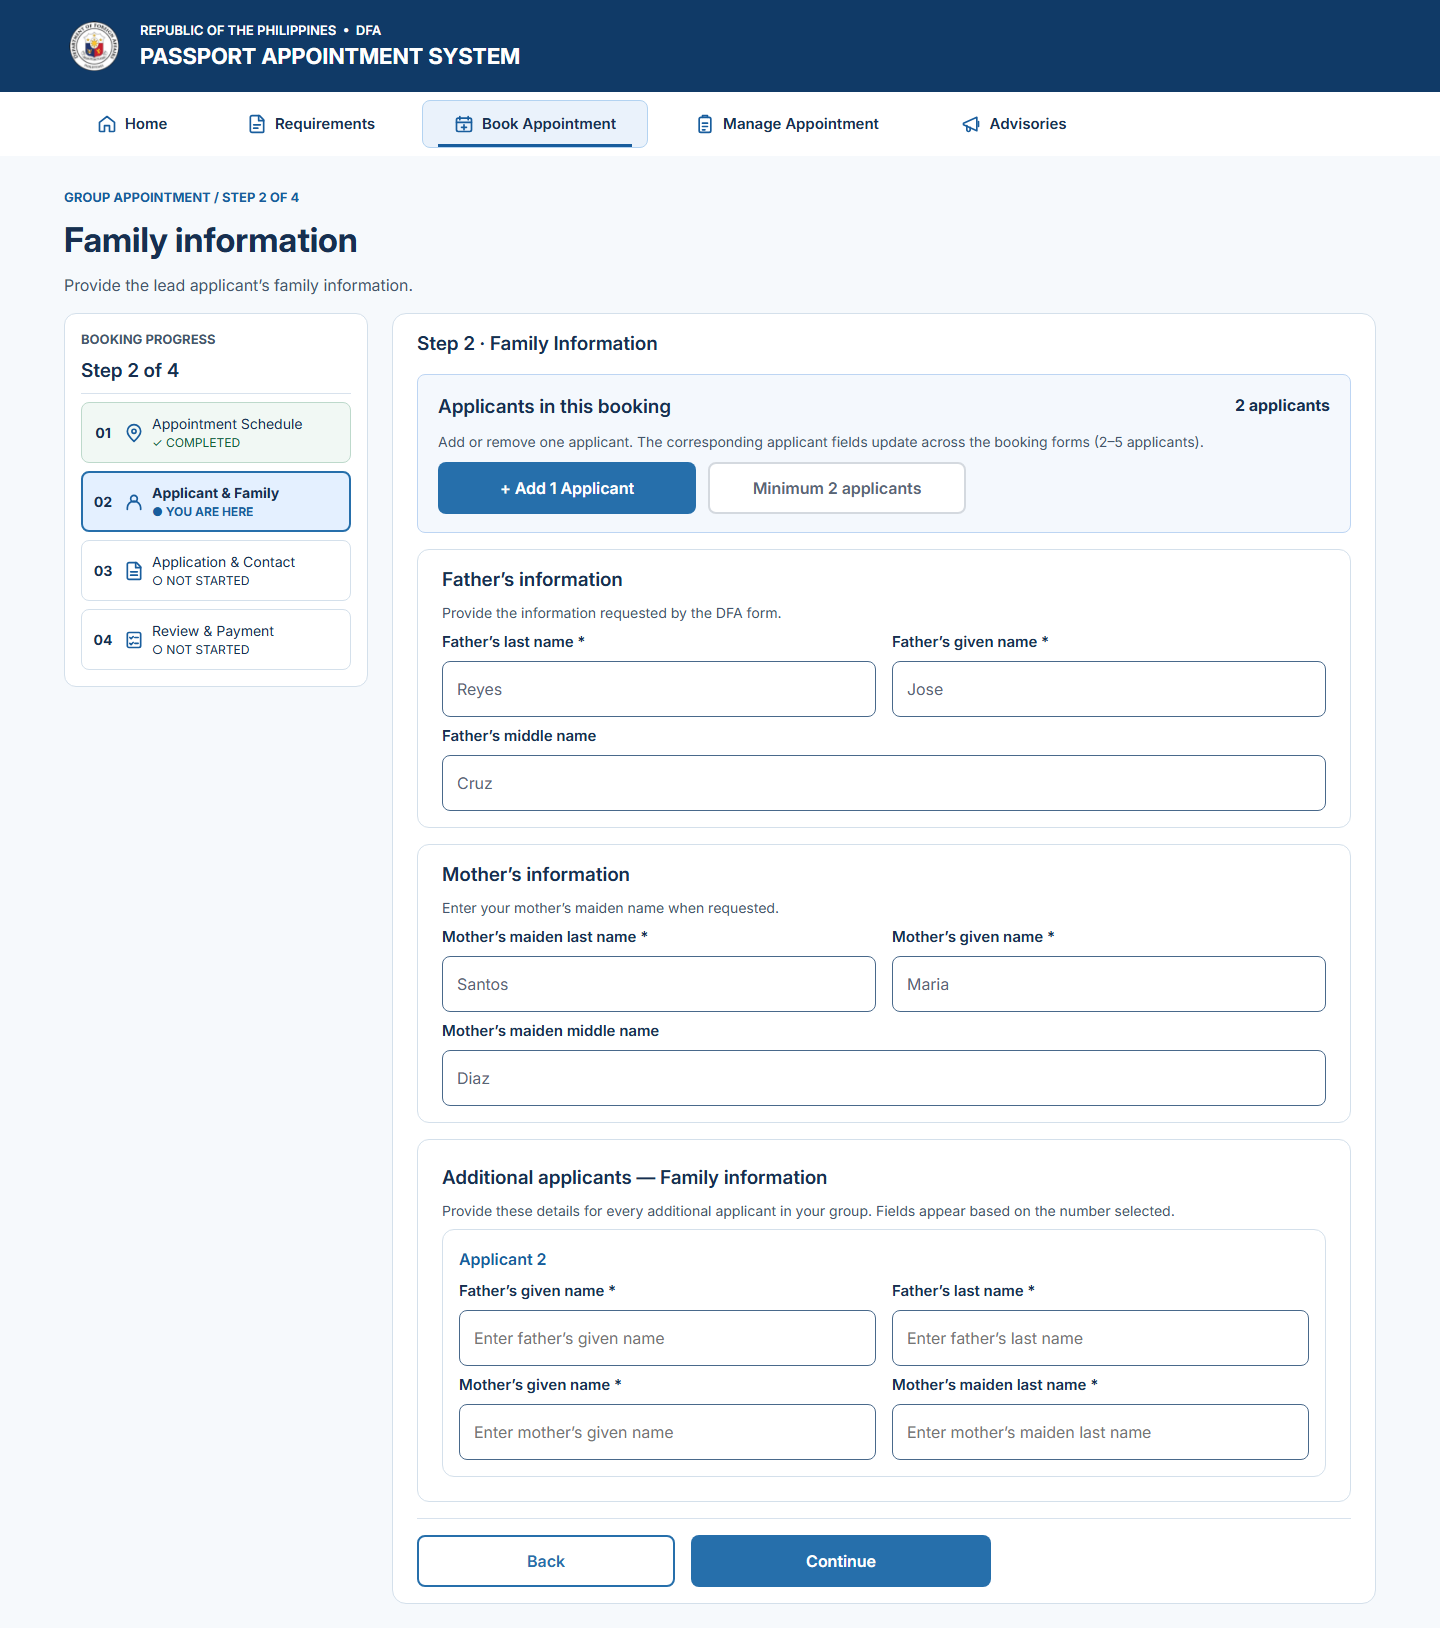 REPUBLIC OF THE PHILIPPINES • DFA
PASSPORT APPOINTMENT SYSTEM
Home
Requirements
Book Appointment
Manage Appointment
Advisories
GROUP APPOINTMENT / STEP 2 OF 4
Family information
Provide the lead applicant’s family information.
BOOKING PROGRESS
Step 2 of 4
01
Appointment Schedule
✓ COMPLETED
02
Applicant & Family
● YOU ARE HERE
03
Application & Contact
○ NOT STARTED
04
Review & Payment
○ NOT STARTED
Step 2 · Family Information
Applicants in this booking
2 applicants
Add or remove one applicant. The corresponding applicant fields update across the booking forms (2–5 applicants).
+ Add 1 Applicant
Minimum 2 applicants
Father’s information
Provide the information requested by the DFA form.
Father’s last name *
Father’s given name *
Reyes
Jose
Father’s middle name
Cruz
Mother’s information
Enter your mother’s maiden name when requested.
Mother’s maiden last name *
Mother’s given name *
Santos
Maria
Mother’s maiden middle name
Diaz
Additional applicants — Family information
Provide these details for every additional applicant in your group. Fields appear based on the number selected.
Applicant 2
Father’s given name *
Father’s last name *
Enter father’s given name
Enter father’s last name
Mother’s given name *
Mother’s maiden last name *
Enter mother’s given name
Enter mother’s maiden last name
Back
Continue